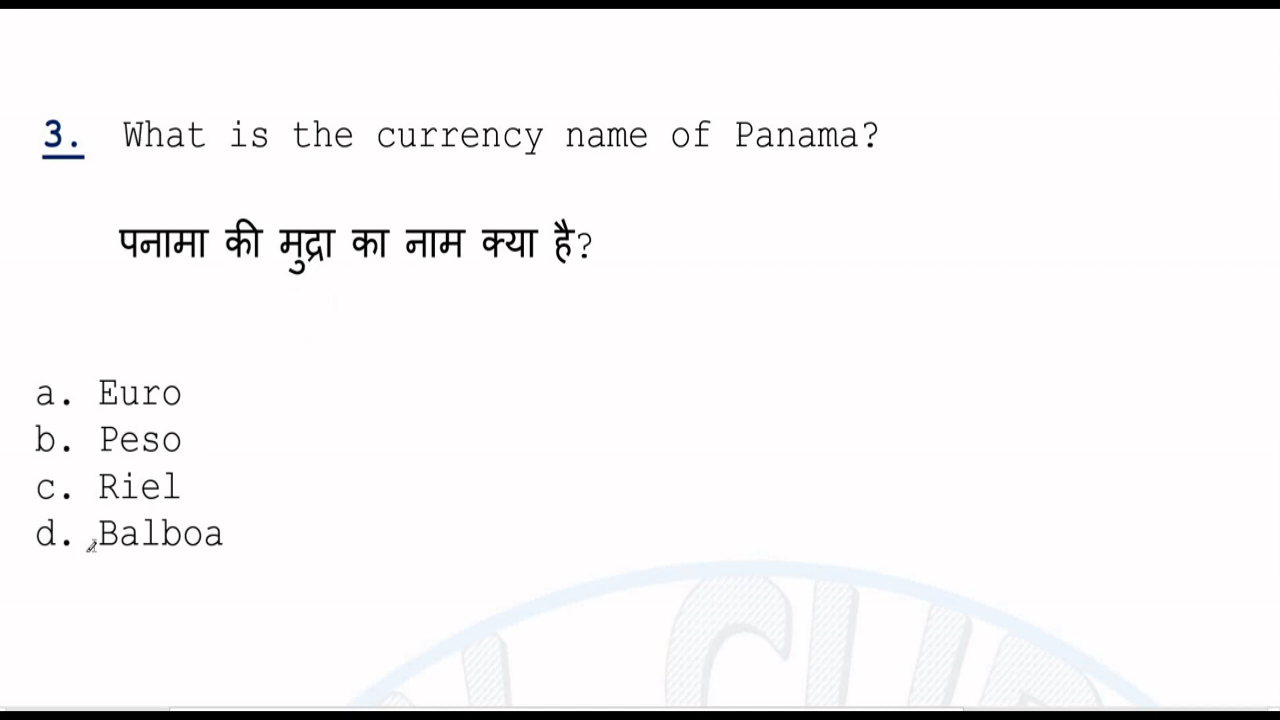 3. What is the currency name of Panama?
पनामा की मुद्रा का नाम क्या है?
a. Euro
b. Peso
c. Riel
d. Balboa